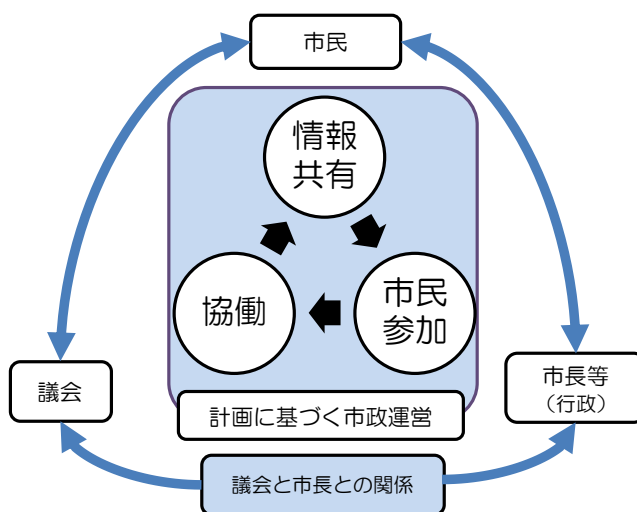 市民
情報
共有
協働
市民
参加
議会
市長等
（行政）
計画に基づく市政運営
議会と市長との関係